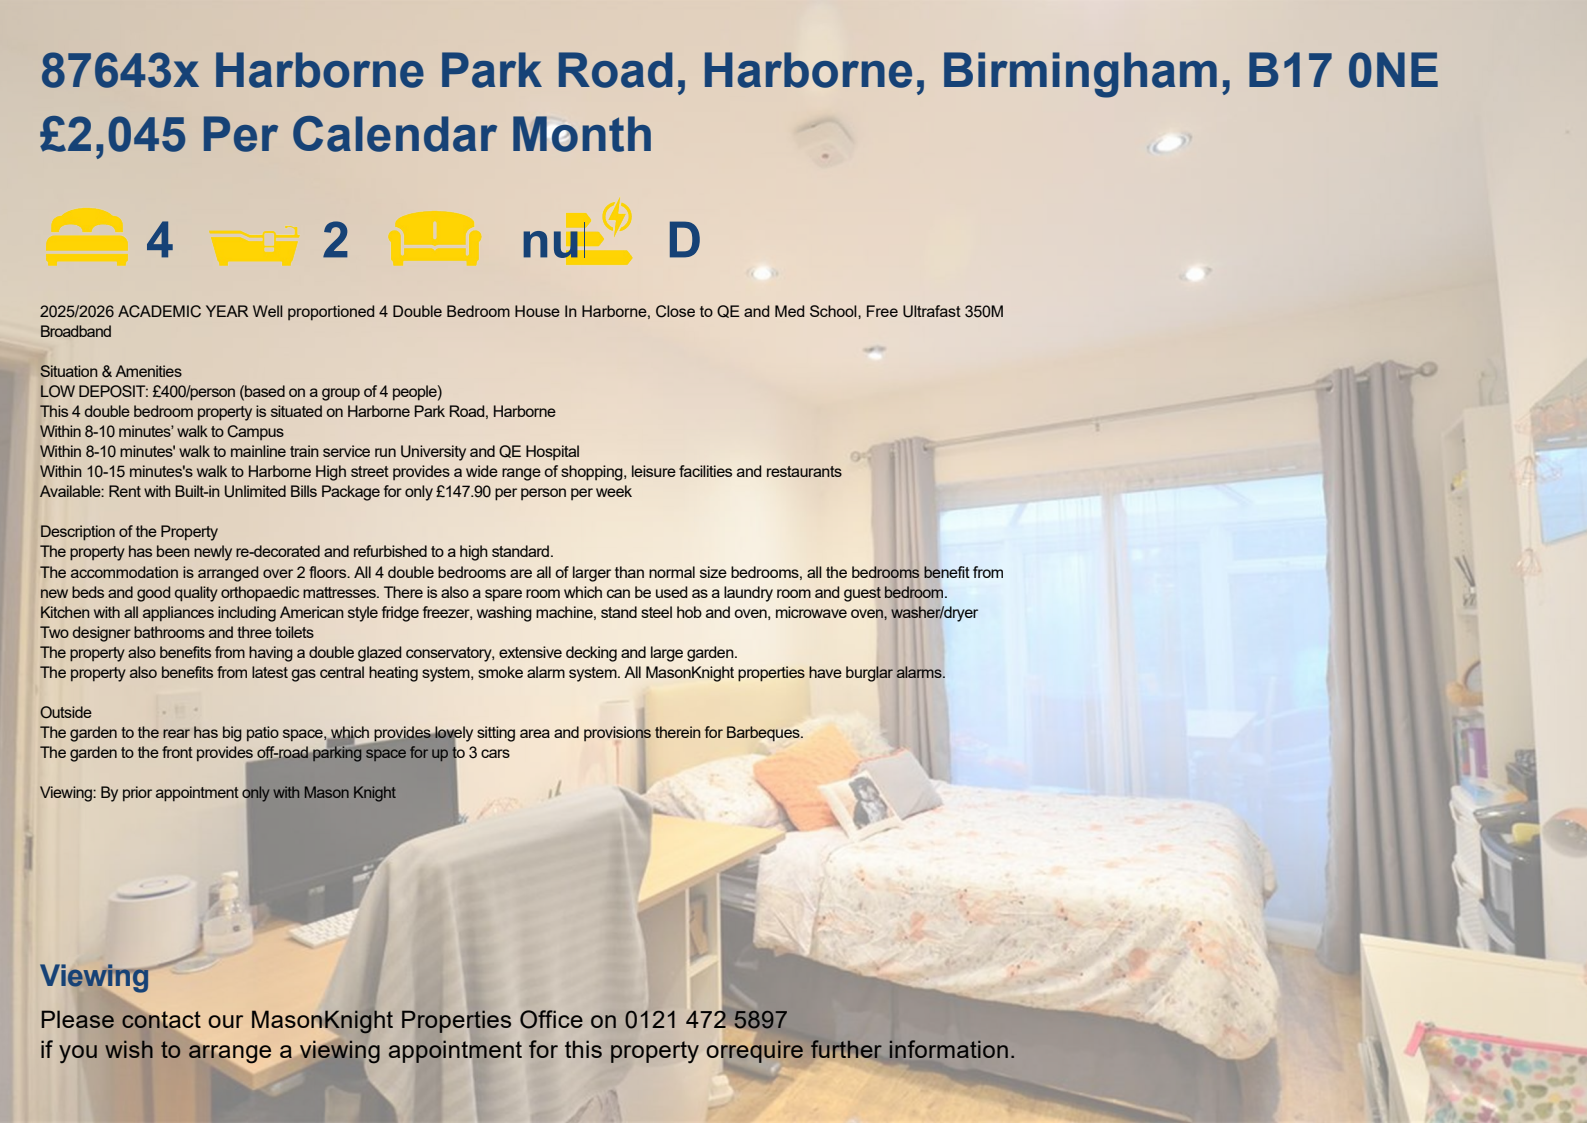 87643x Harborne Park Road, Harborne, Birmingham, B17 0NE
£2,045 Per Calendar Month
4 2 nu D
2025/2026 ACADEMIC YEAR Well proportioned 4 Double Bedroom House In Harborne, Close to QE and Med School, Free Ultrafast 350M
Broadband
Situation & Amenities
LOW DEPOSIT: £400/person (based on a group of 4 people)
This 4 double bedroom property is situated on Harborne Park Road, Harborne
Within 8-10 minutes’ walk to Campus
Within 8-10 minutes' walk to mainline train service run University and QE Hospital
Within 10-15 minutes's walk to Harborne High street provides a wide range of shopping, leisure facilities and restaurants
Available: Rent with Built-in Unlimited Bills Package for only £147.90 per person per week
Description of the Property
The property has been newly re-decorated and refurbished to a high standard.
The accommodation is arranged over 2 floors. All 4 double bedrooms are all of larger than normal size bedrooms, all the bedrooms benefit from
new beds and good quality orthopaedic mattresses. There is also a spare room which can be used as a laundry room and guest bedroom.
Kitchen with all appliances including American style fridge freezer, washing machine, stand steel hob and oven, microwave oven, washer/dryer
Two designer bathrooms and three toilets
The property also benefits from having a double glazed conservatory, extensive decking and large garden.
The property also benefits from latest gas central heating system, smoke alarm system. All MasonKnight properties have burglar alarms.
Outside
The garden to the rear has big patio space, which provides lovely sitting area and provisions therein for Barbeques.
The garden to the front provides off-road parking space for up to 3 cars
Viewing: By prior appointment only with Mason Knight
Viewing
Please contact our MasonKnight Properties Office on 0121 472 5897
if you wish to arrange a viewing appointment for this property orrequire further information.